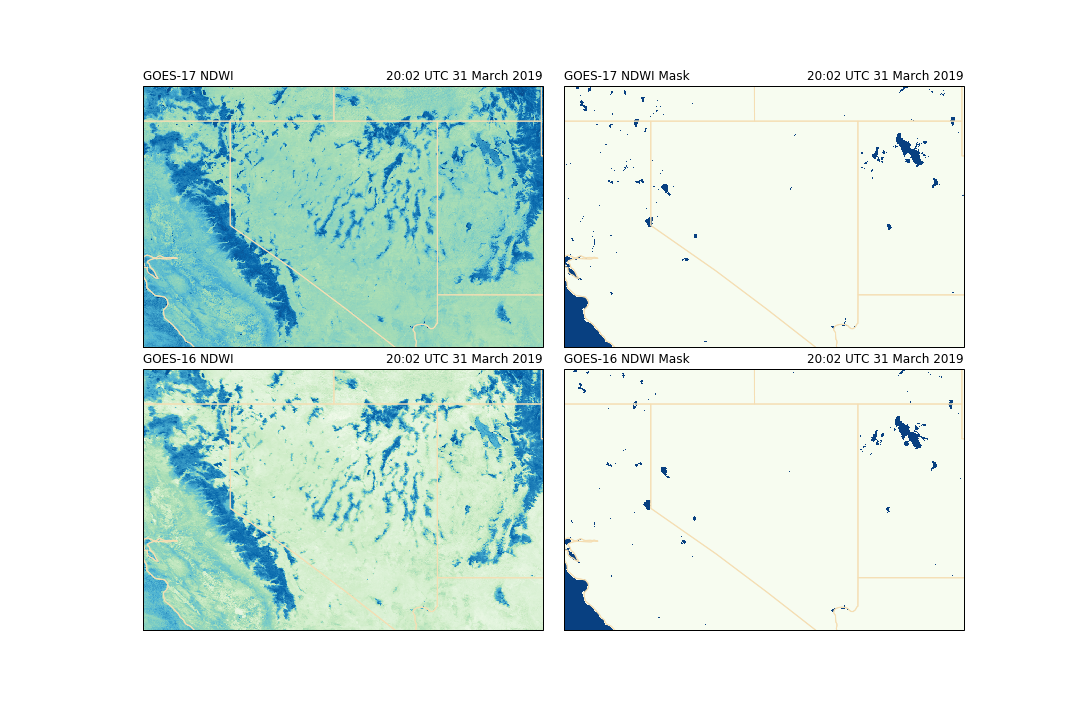 GOES-17 NDWI 20:02 UTC 31 March 2019
GOES-17 NDWI Mask 20:02 UTC 31 March 2019
GOES-16 NDWI 20:02 UTC 31 March 2019
GOES-16 NDWI Mask 20:02 UTC 31 March 2019